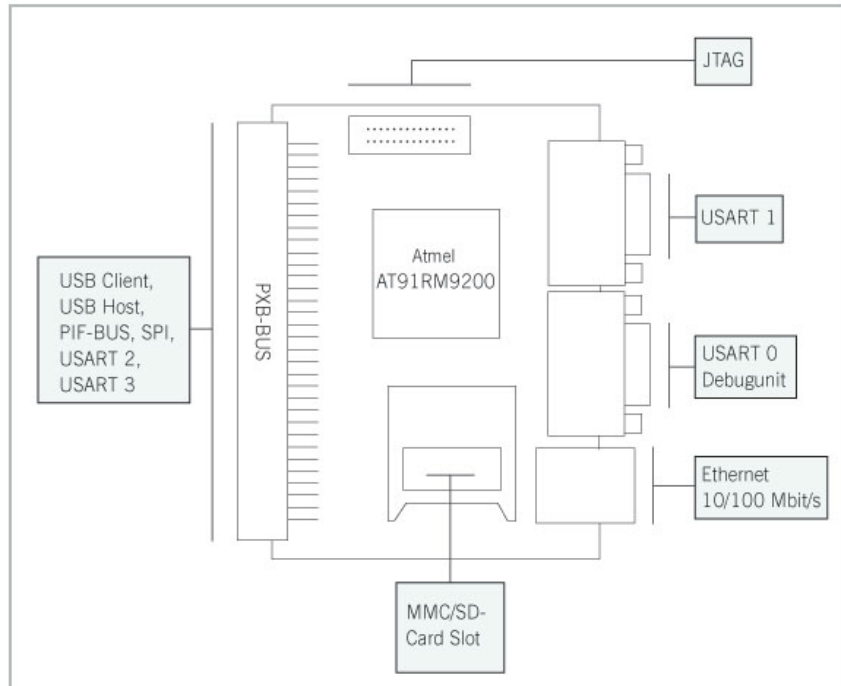 JTAG
USART 1
Atmel
AT91RM9200
PXB-BUS
USB Client,
USB Host,
PIF-BUS, SPI,
USART 2,
USART 3
USART 0
Debugunit
Ethernet
10/100 Mbit/s
MMC/SD-
Card Slot